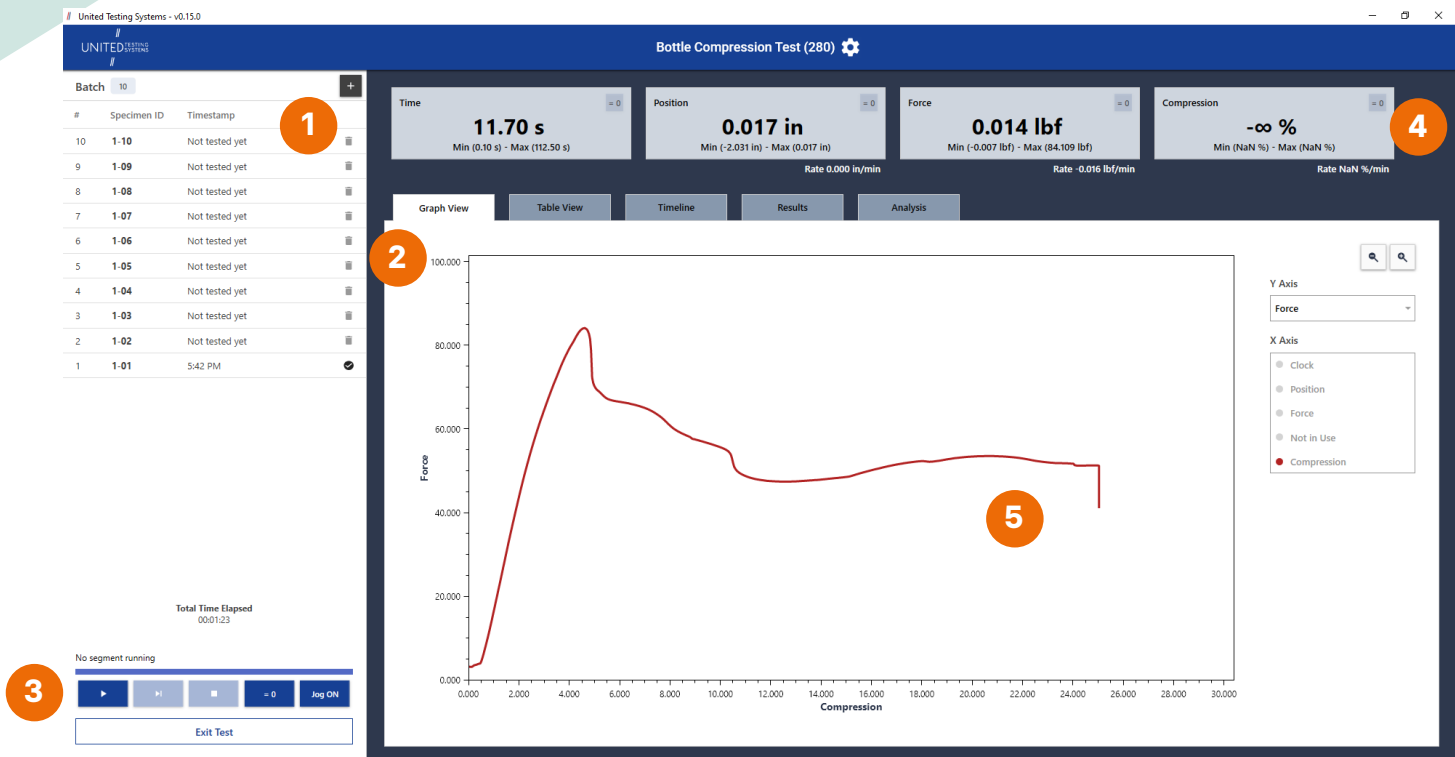 // United Testing Systems - v0.15.0
//
UNITED TESTING SYSTEMS
//
Bottle Compression Test (280)
Batch 10
+
# Specimen ID Timestamp
10 1-10 Not tested yet
9 1-09 Not tested yet
8 1-08 Not tested yet
7 1-07 Not tested yet
6 1-06 Not tested yet
5 1-05 Not tested yet
4 1-04 Not tested yet
3 1-03 Not tested yet
2 1-02 Not tested yet
1 1-01 5:42 PM
1
Total Time Elapsed
00:01:23
No segment running
3
= 0
Jog ON
Exit Test
Time = 0
11.70 s
Min (0.10 s) - Max (112.50 s)
Position = 0
0.017 in
Min (-2.031 in) - Max (0.017 in)
Rate 0.000 in/min
Force = 0
0.014 lbf
Min (-0.007 lbf) - Max (84.109 lbf)
Rate -0.016 lbf/min
Compression = 0
-∞ %
Min (NaN %) - Max (NaN %)
Rate NaN %/min
4
Graph View Table View Timeline Results Analysis
2
100.000
80.000
60.000
40.000
20.000
0.000
Force
0.000 2.000 4.000 6.000 8.000 10.000 12.000 14.000 16.000 18.000 20.000 22.000 24.000 26.000 28.000 30.000
Compression
5
Y Axis
Force
X Axis
Clock
Position
Force
Not in Use
Compression